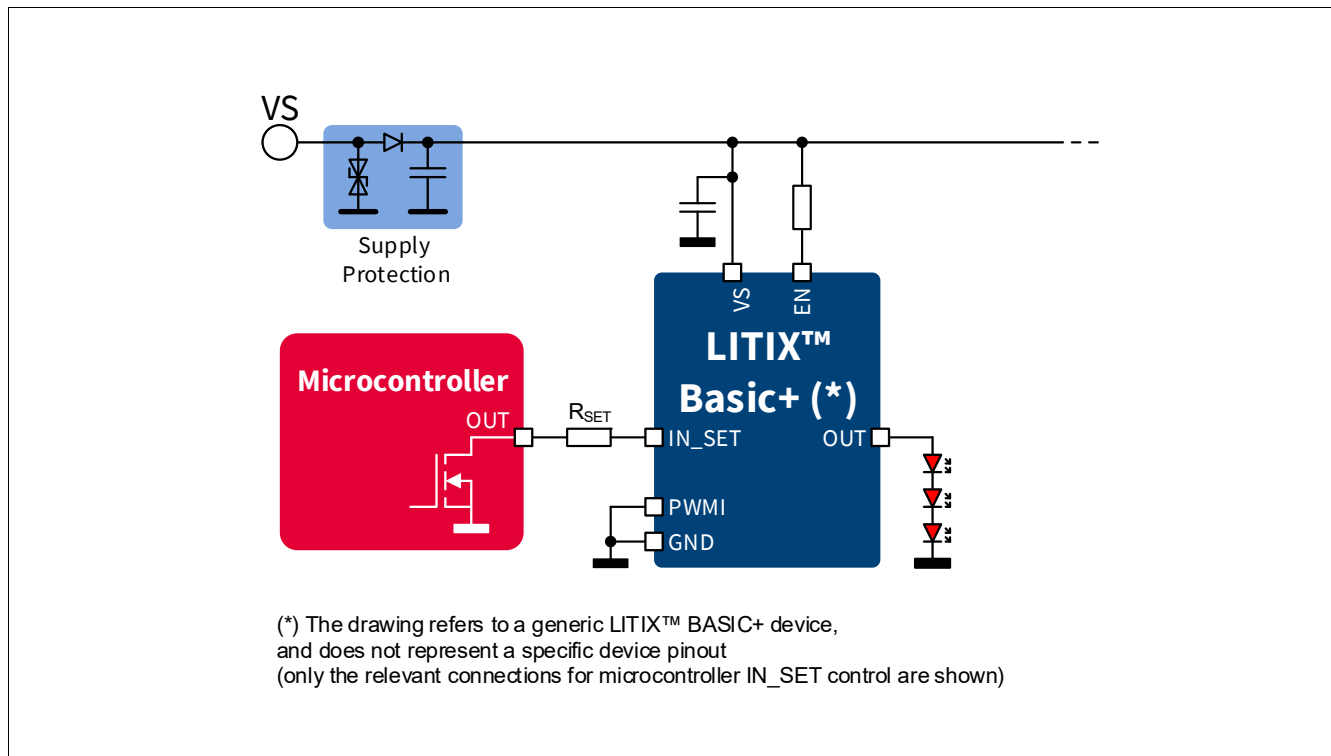 VS
Supply
Protection
VS
EN
LITIX™
Basic+ (*)
Microcontroller
OUT
RSET
IN_SET
OUT
PWMI
GND
(*) The drawing refers to a generic LITIX™ BASIC+ device,
and does not represent a specific device pinout
(only the relevant connections for microcontroller IN_SET control are shown)